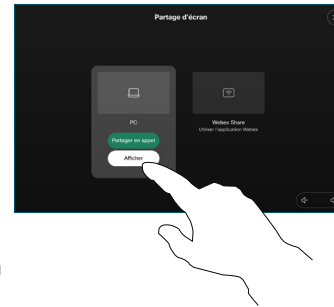 Partage d'écran
PC
Partager en appel
Afficher
Webex Share
Utiliser l'application Webex